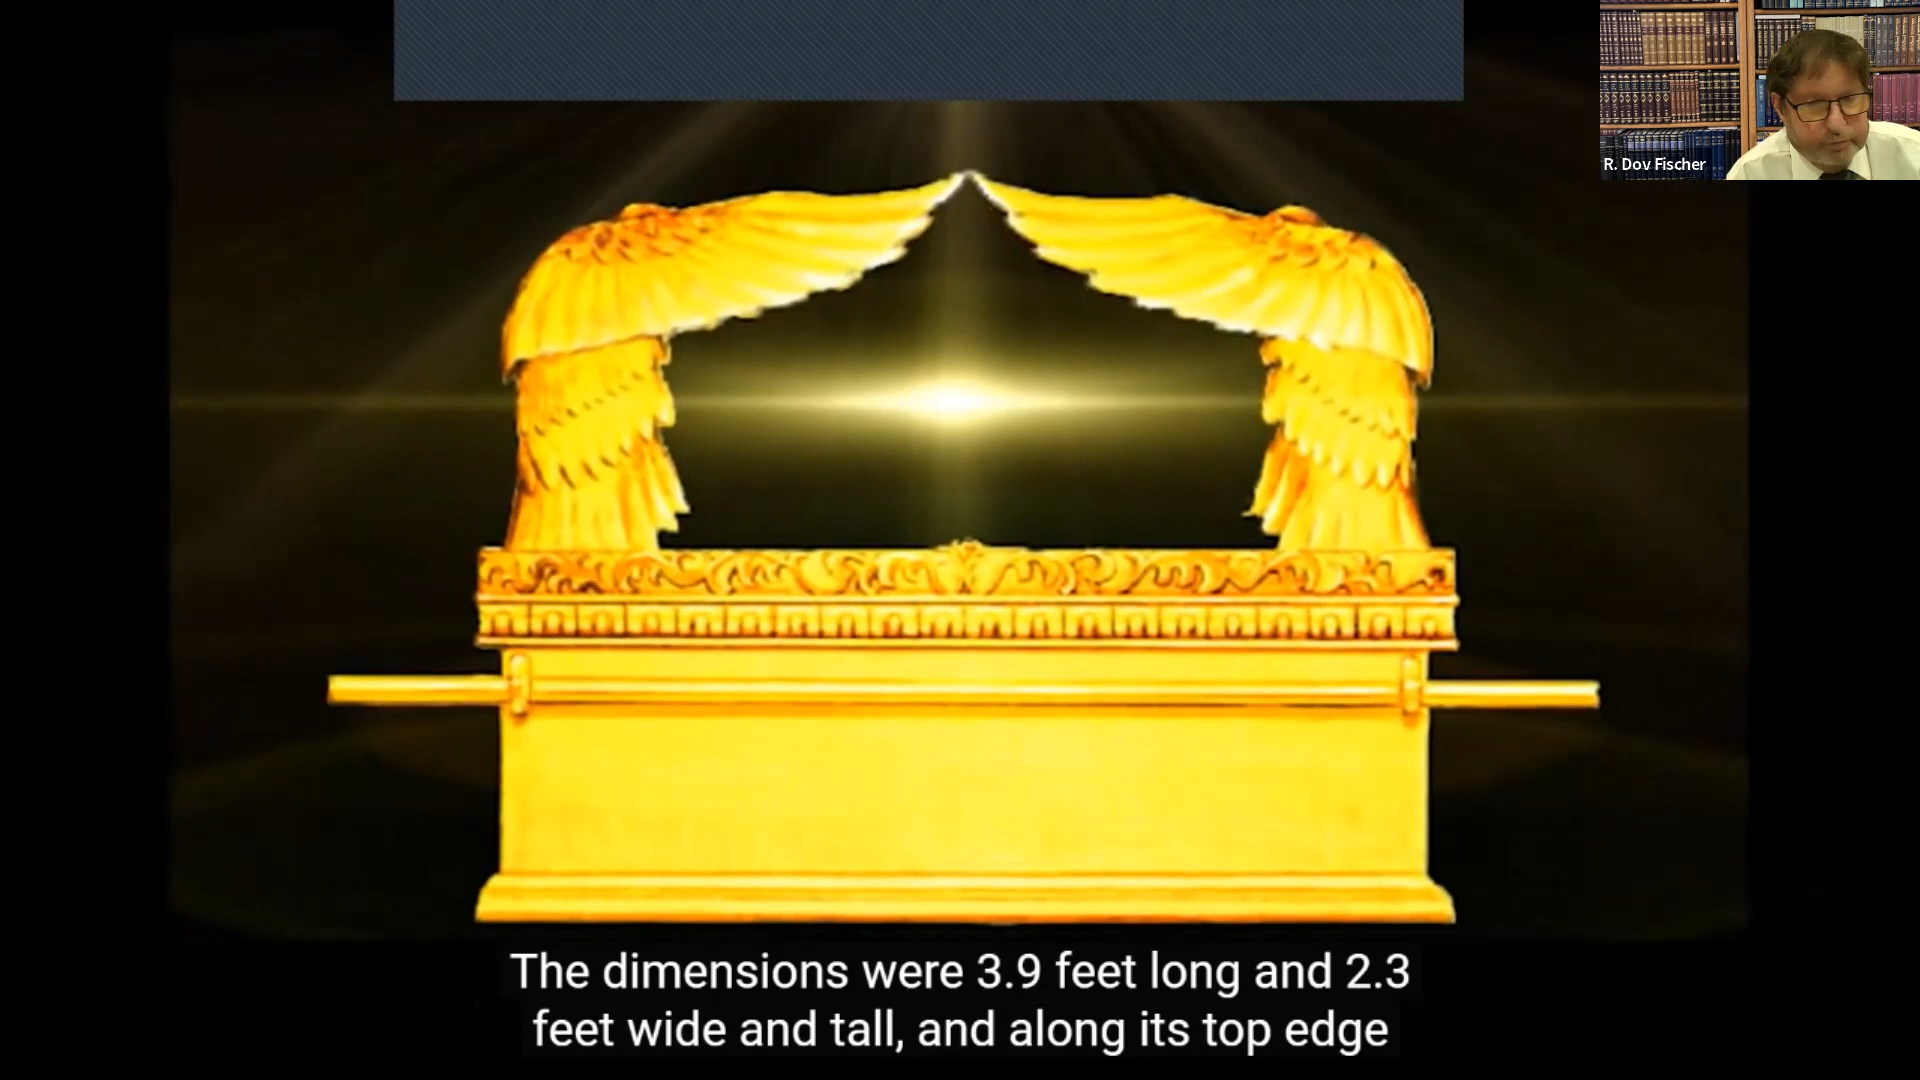 R. Dov Fischer
The dimensions were 3.9 feet long and 2.3
feet wide and tall, and along its top edge